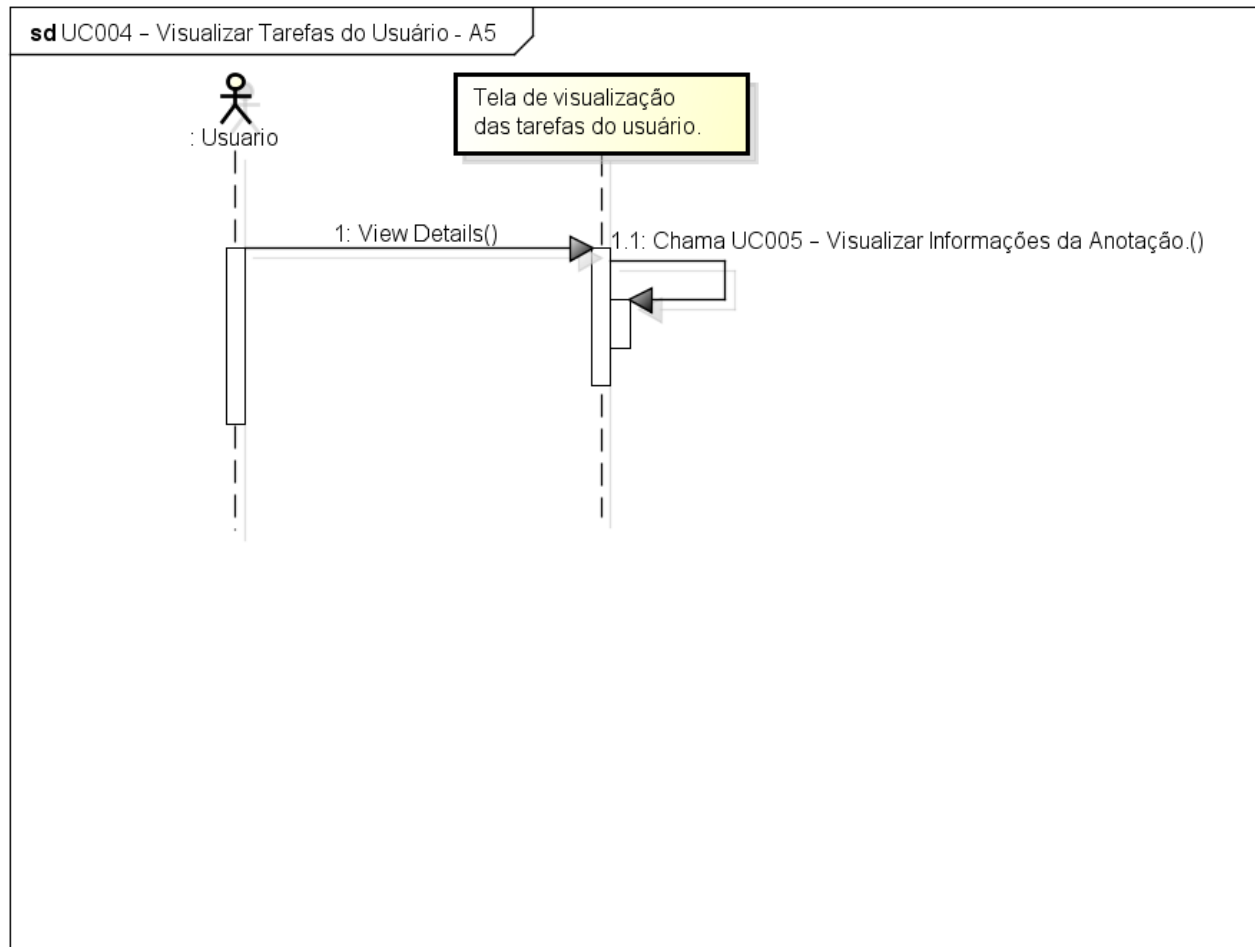 sd UC004 – Visualizar Tarefas do Usuário - A5
: Usuario
Tela de visualização
das tarefas do usuário.
1: View Details()
1.1: Chama UC005 – Visualizar Informações da Anotação.()